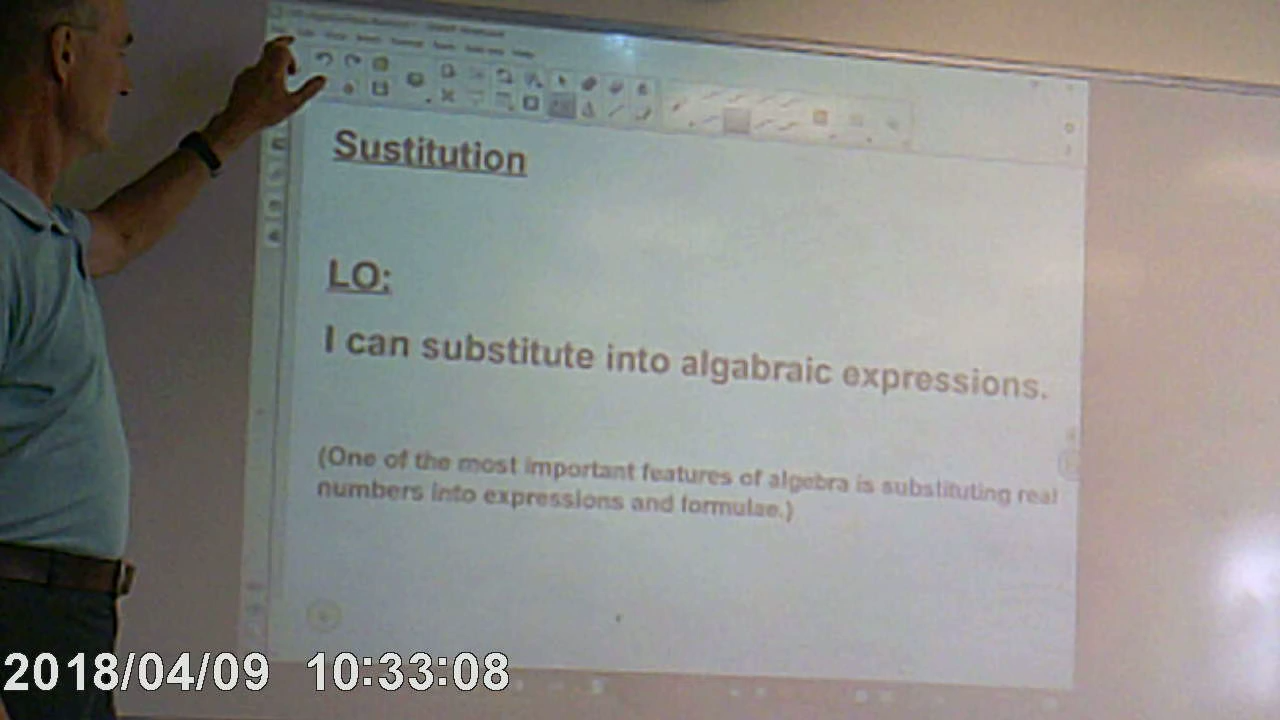 Sustitution
LO:
I can substitute into algabraic expressions.
(One of the most important features of algebra is substituting real
numbers into expressions and formulae.)
2018/04/09 10:33:08